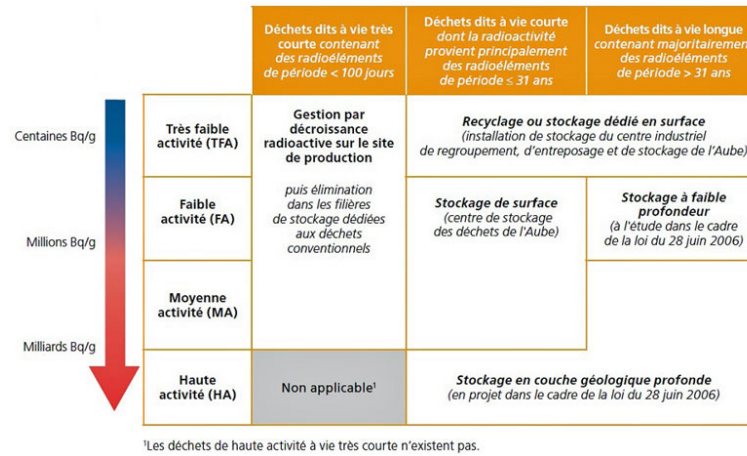 Déchets dits à vie très
courte contenant
des radioéléments
de période < 100 jours
Déchets dits à vie courte
dont la radioactivité
provient principalement
des radioéléments
de période ≤ 31 ans
Déchets dits à vie longue
contenant majoritairement
des radioéléments
de période > 31 ans
Centaines Bq/g
Très faible
activité (TFA)
Gestion par
décroissance
radioactive sur le site
de production
puis élimination
dans les filières
de stockage dédiées
aux déchets
conventionnels
Recyclage ou stockage dédié en surface
(installation de stockage du centre industriel
de regroupement, d'entreposage et de stockage de l'Aube)
Faible
activité (FA)
Stockage de surface
(centre de stockage
des déchets de l'Aube)
Stockage à faible
profondeur
(à l'étude dans le cadre
de la loi du 28 juin 2006)
Millions Bq/g
Moyenne
activité (MA)
Milliards Bq/g
Haute
activité (HA)
Non applicable¹
Stockage en couche géologique profonde
(en projet dans le cadre de la loi du 28 juin 2006)
¹Les déchets de haute activité à vie très courte n'existent pas.